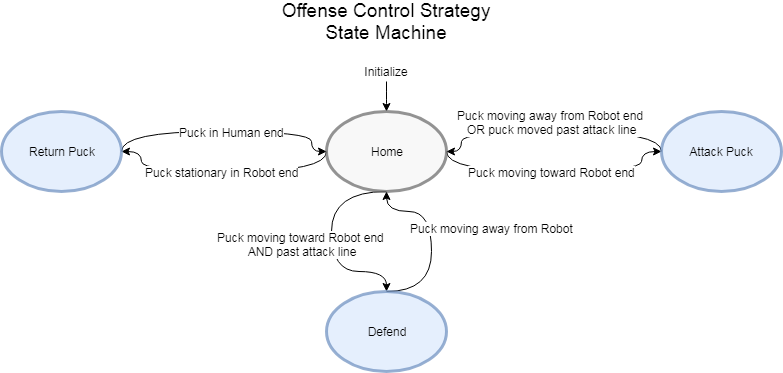 Offense Control Strategy
State Machine
Initialize
Return Puck
Puck in Human end
Puck stationary in Robot end
Home
Puck moving away from Robot end
OR puck moved past attack line
Puck moving toward Robot end
Attack Puck
Puck moving toward Robot end
AND past attack line
Puck moving away from Robot
Defend